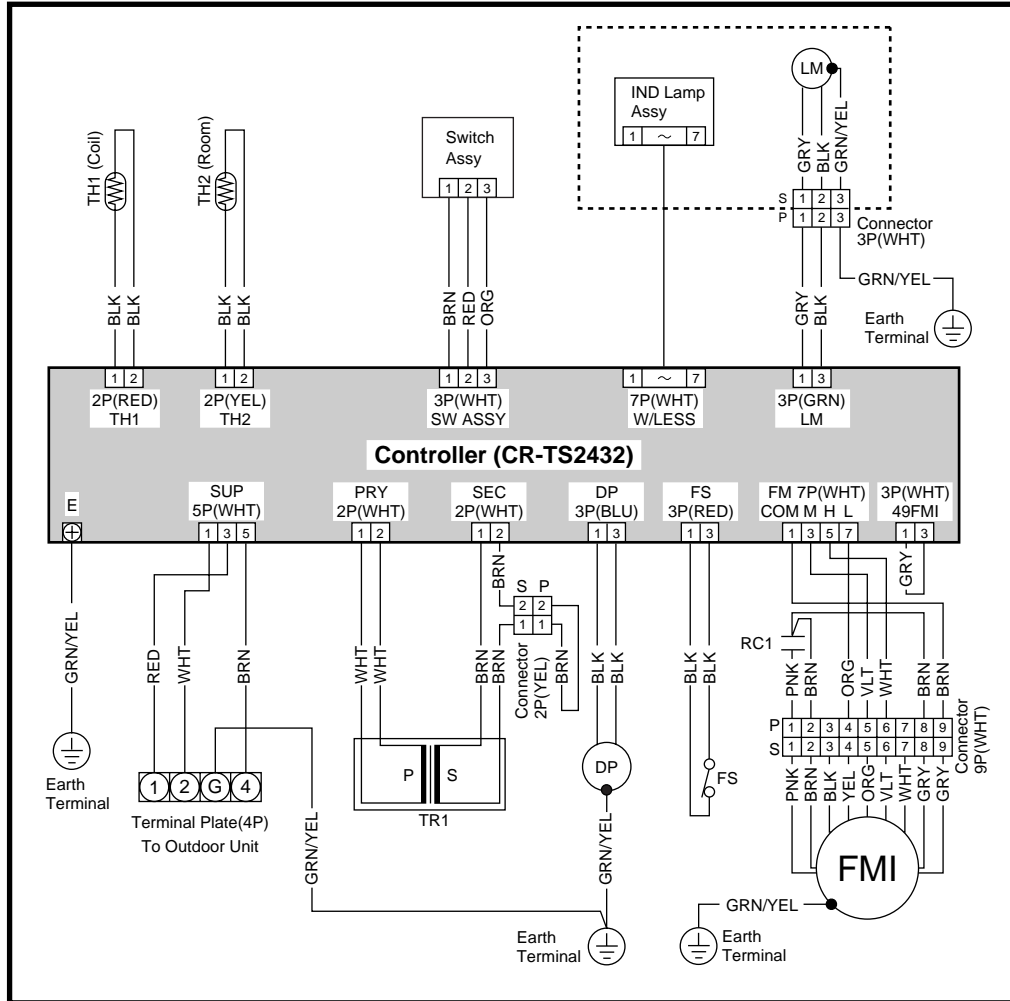 LM
IND Lamp
Assy
1 ~ 7
GRY
BLK
GRN/YEL
S 1 2 3
P 1 2 3
Connector
3P(WHT)
GRN/YEL
Earth
Terminal
Switch
Assy
1 2 3
TH1 (Coil)
TH2 (Room)
BLK
BLK
BLK
BLK
BRN
RED
ORG
GRY
BLK
1 2
1 2
1 2 3
1 ~ 7
1 3
2P(RED)
TH1
2P(YEL)
TH2
3P(WHT)
SW ASSY
7P(WHT)
W/LESS
3P(GRN)
LM
Controller (CR-TS2432)
E
SUP
5P(WHT)
PRY
2P(WHT)
SEC
2P(WHT)
DP
3P(BLU)
FS
3P(RED)
FM 7P(WHT)
COM M H L
3P(WHT)
49FMI
1 3 5
1 2
1 2
1 3
1 3
1 3 5 7
1 3
GRN/YEL
RED
WHT
BRN
WHT
WHT
BRN
BRN
BRN
S P
2 2
1 1
BRN
Connector
2P(YEL)
BLK
BLK
BLK
BLK
GRY
RC1
PNK
BRN
ORG
VLT
WHT
BRN
BRN
P 1 2 3 4 5 6 7 8 9
S 1 2 3 4 5 6 7 8 9
Connector
9P(WHT)
PNK
BRN
BLK
YEL
ORG
VLT
WHT
GRY
GRY
FMI
GRN/YEL
Earth
Terminal
Earth
Terminal
1 2 G 4
Terminal Plate(4P)
To Outdoor Unit
P S
TR1
GRN/YEL
DP
GRN/YEL
Earth
Terminal
FS